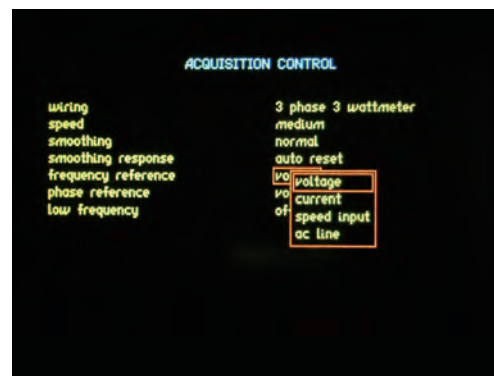 ACQUISITION CONTROL
wiring 3 phase 3 wattmeter
speed medium
smoothing normal
smoothing response auto reset
frequency reference
phase reference
low frequency
voltage
current
speed input
ac line